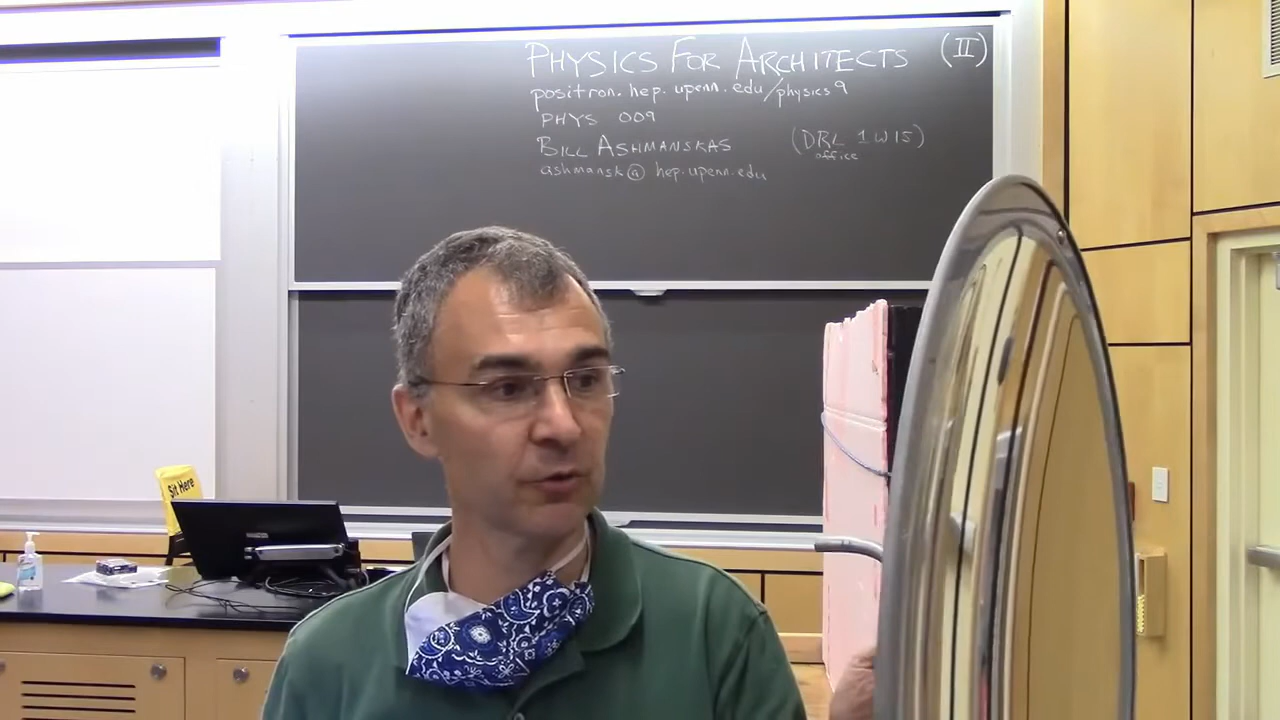 PHYSICS FOR ARCHITECTS (II)
positron.hep.upenn.edu/physics9
PHYS 009
BILL ASHMANSKAS (DRL 1W15)
office
ashmansk@hep.upenn.edu
Sit Here